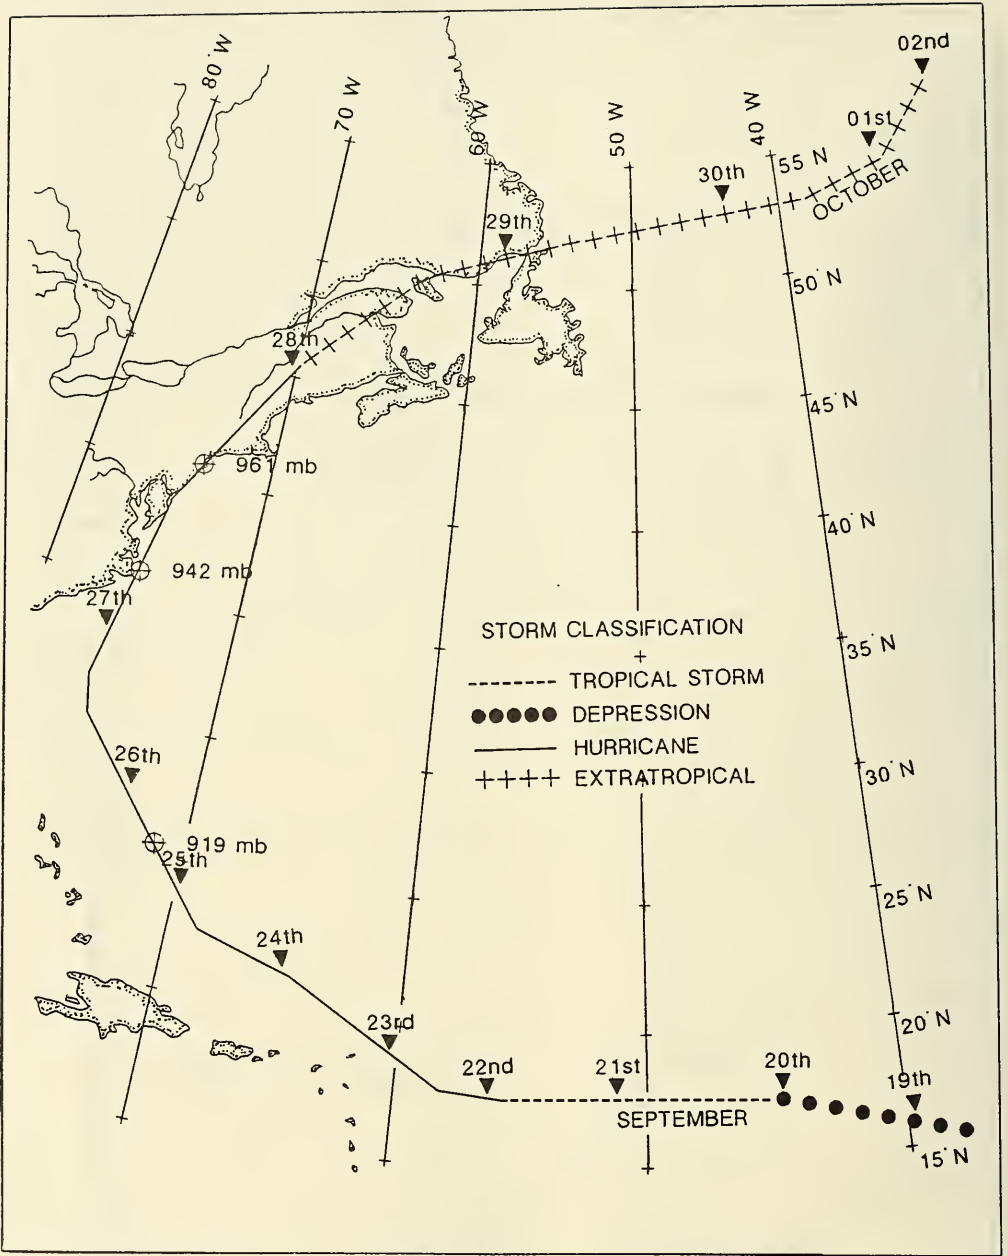 02nd
80˙W
70 W
60 W
50 W
40 W
01st
55 N
30th
OCTOBER
29th
50˙N
28th
45˙N
961 mb
40˙N
942 mb
27th
STORM CLASSIFICATION
35˙N
TROPICAL STORM
DEPRESSION
HURRICANE
EXTRATROPICAL
26th
30˙N
919 mb
25th
25˙N
24th
23rd
20˙N
22nd
21st
20th
19th
SEPTEMBER
15˙N